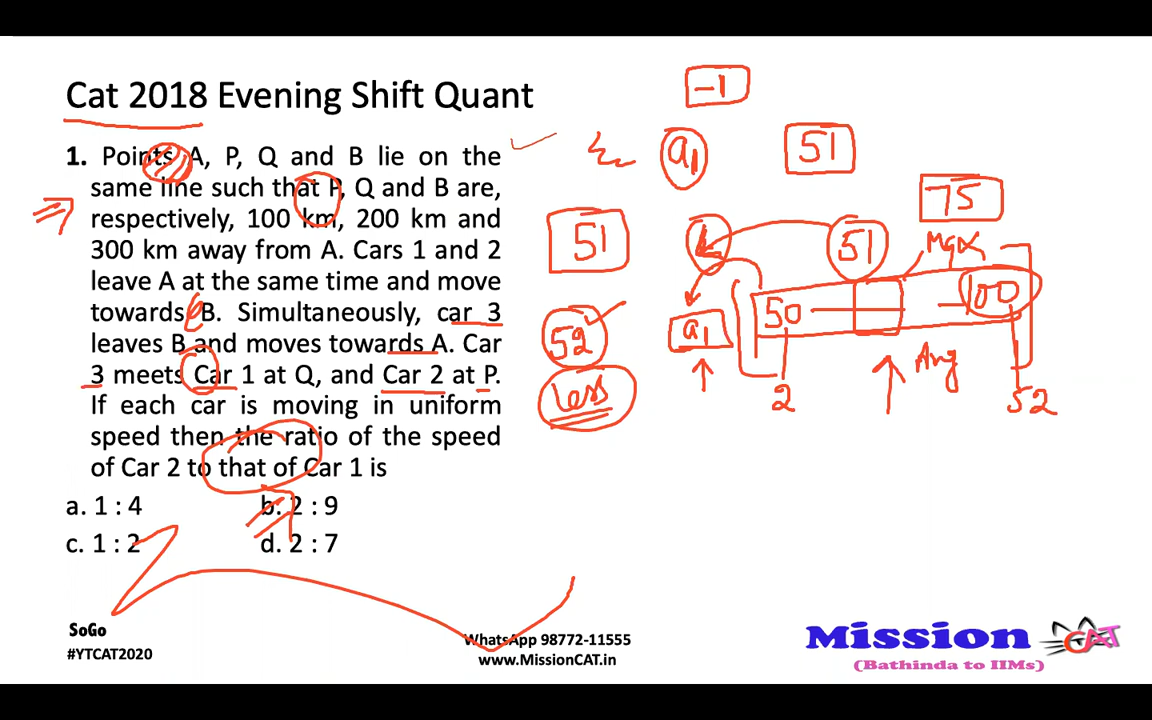 Cat 2018 Evening Shift Quant
1. Points A, P, Q and B lie on the
same line such that P, Q and B are,
respectively, 100 km, 200 km and
300 km away from A. Cars 1 and 2
leave A at the same time and move
towards B. Simultaneously, car 3
leaves B and moves towards A. Car
3 meets Car 1 at Q, and Car 2 at P.
If each car is moving in uniform
speed then the ratio of the speed
of Car 2 to that of Car 1 is
a. 1 : 4 b. 2 : 9
c. 1 : 2 d. 2 : 7
-1
a1 51
75
51 51 Max
52 a1 50 100
less Avg
2 52
SoGo
#YTCAT2020
WhatsApp 98772-11555
www.MissionCAT.in
Mission CAT
(Bathinda to IIMs)